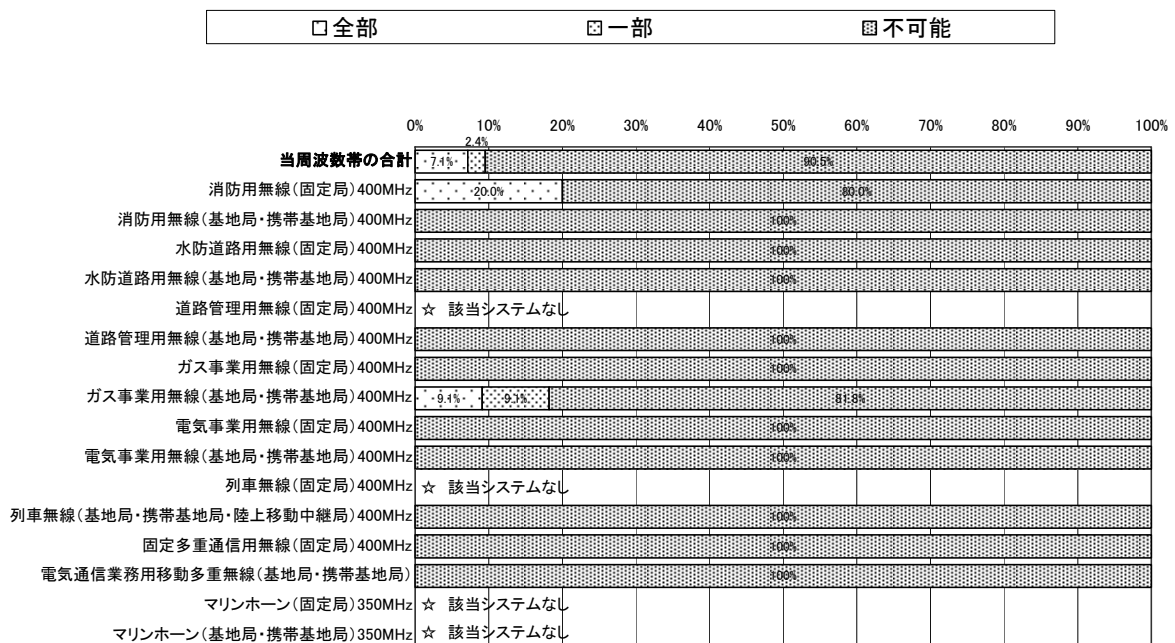 全部 一部 不可能
0% 10% 20% 30% 40% 50% 60% 70% 80% 90% 100%
2.4%
当周波数帯の合計 7.1% 90.5%
消防用無線(固定局)400MHz 20.0% 80.0%
消防用無線(基地局・携帯基地局)400MHz 100%
水防道路用無線(固定局)400MHz 100%
水防道路用無線(基地局・携帯基地局)400MHz 100%
道路管理用無線(固定局)400MHz ☆ 該当システムなし
道路管理用無線(基地局・携帯基地局)400MHz 100%
ガス事業用無線(固定局)400MHz 100%
ガス事業用無線(基地局・携帯基地局)400MHz 9.1% 9.1% 81.8%
電気事業用無線(固定局)400MHz 100%
電気事業用無線(基地局・携帯基地局)400MHz 100%
列車無線(固定局)400MHz ☆ 該当システムなし
列車無線(基地局・携帯基地局・陸上移動中継局)400MHz 100%
固定多重通信用無線(固定局)400MHz 100%
電気通信業務用移動多重無線(基地局・携帯基地局) 100%
マリンホーン(固定局)350MHz ☆ 該当システムなし
マリンホーン(基地局・携帯基地局)350MHz ☆ 該当システムなし